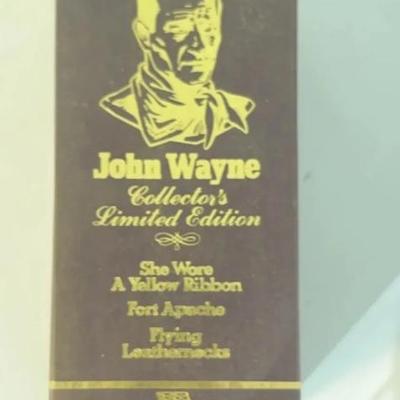 John Wayne
Collector's
Limited Edition
She Wore
A Yellow Ribbon
Fort Apache
Flying
Leathernecks